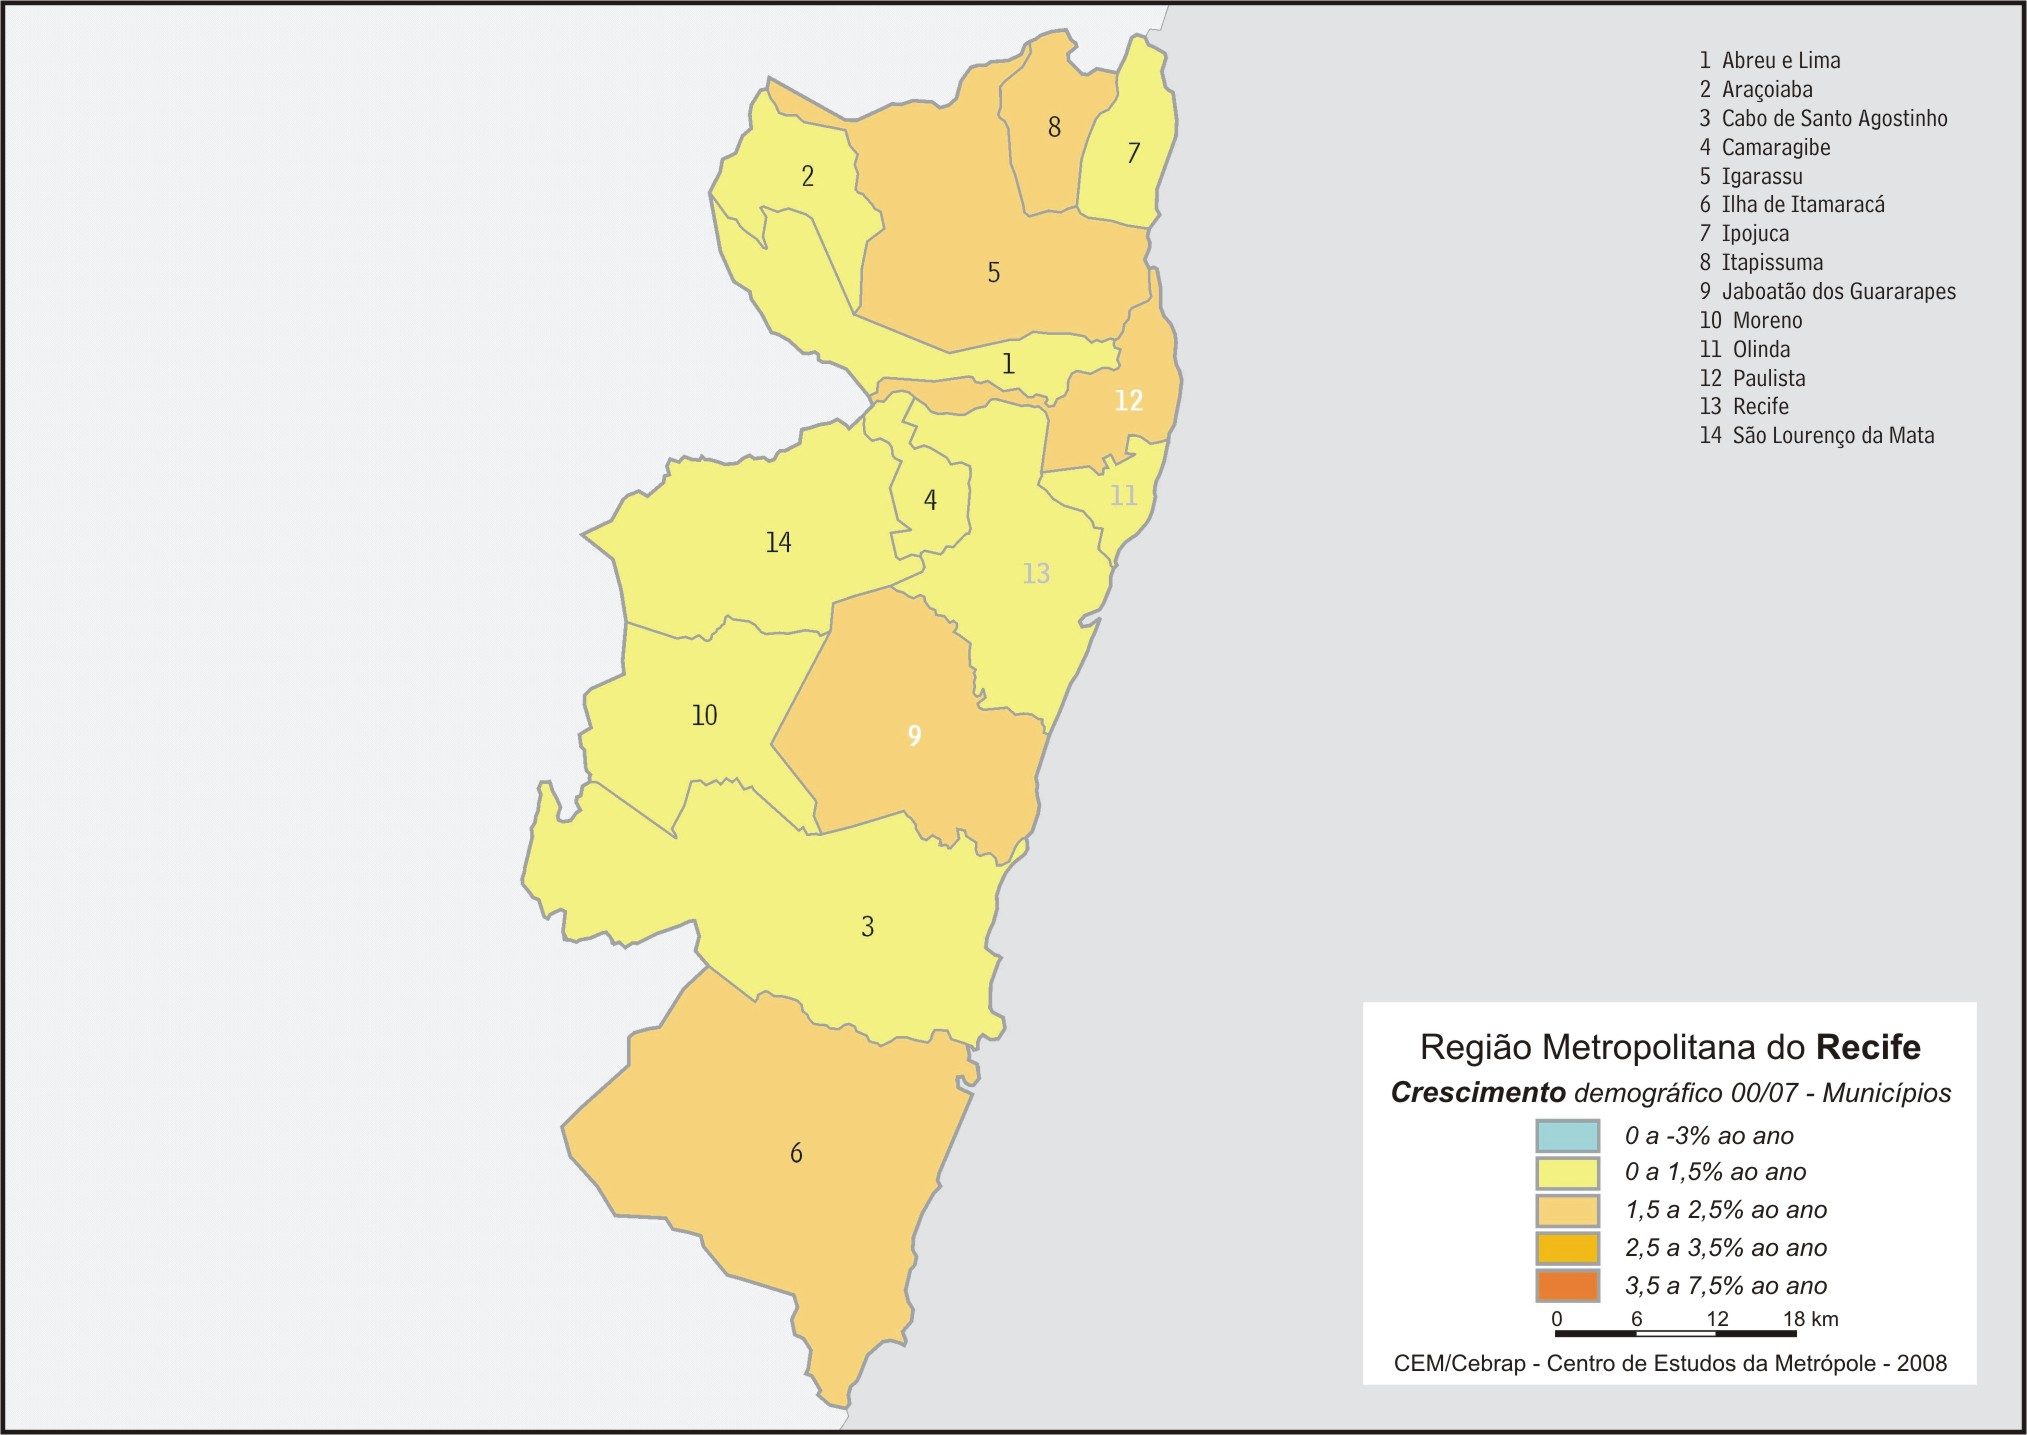 8
7
2
5
1
12
11
4
14
13
10
9
3
6
1 Abreu e Lima
2 Araçoiaba
3 Cabo de Santo Agostinho
4 Camaragibe
5 Igarassu
6 Ilha de Itamaracá
7 Ipojuca
8 Itapissuma
9 Jaboatão dos Guararapes
10 Moreno
11 Olinda
12 Paulista
13 Recife
14 São Lourenço da Mata
Região Metropolitana do Recife
Crescimento demográfico 00/07 - Municípios
0 a -3% ao ano
0 a 1,5% ao ano
1,5 a 2,5% ao ano
2,5 a 3,5% ao ano
3,5 a 7,5% ao ano
0 6 12 18 km
CEM/Cebrap - Centro de Estudos da Metrópole - 2008